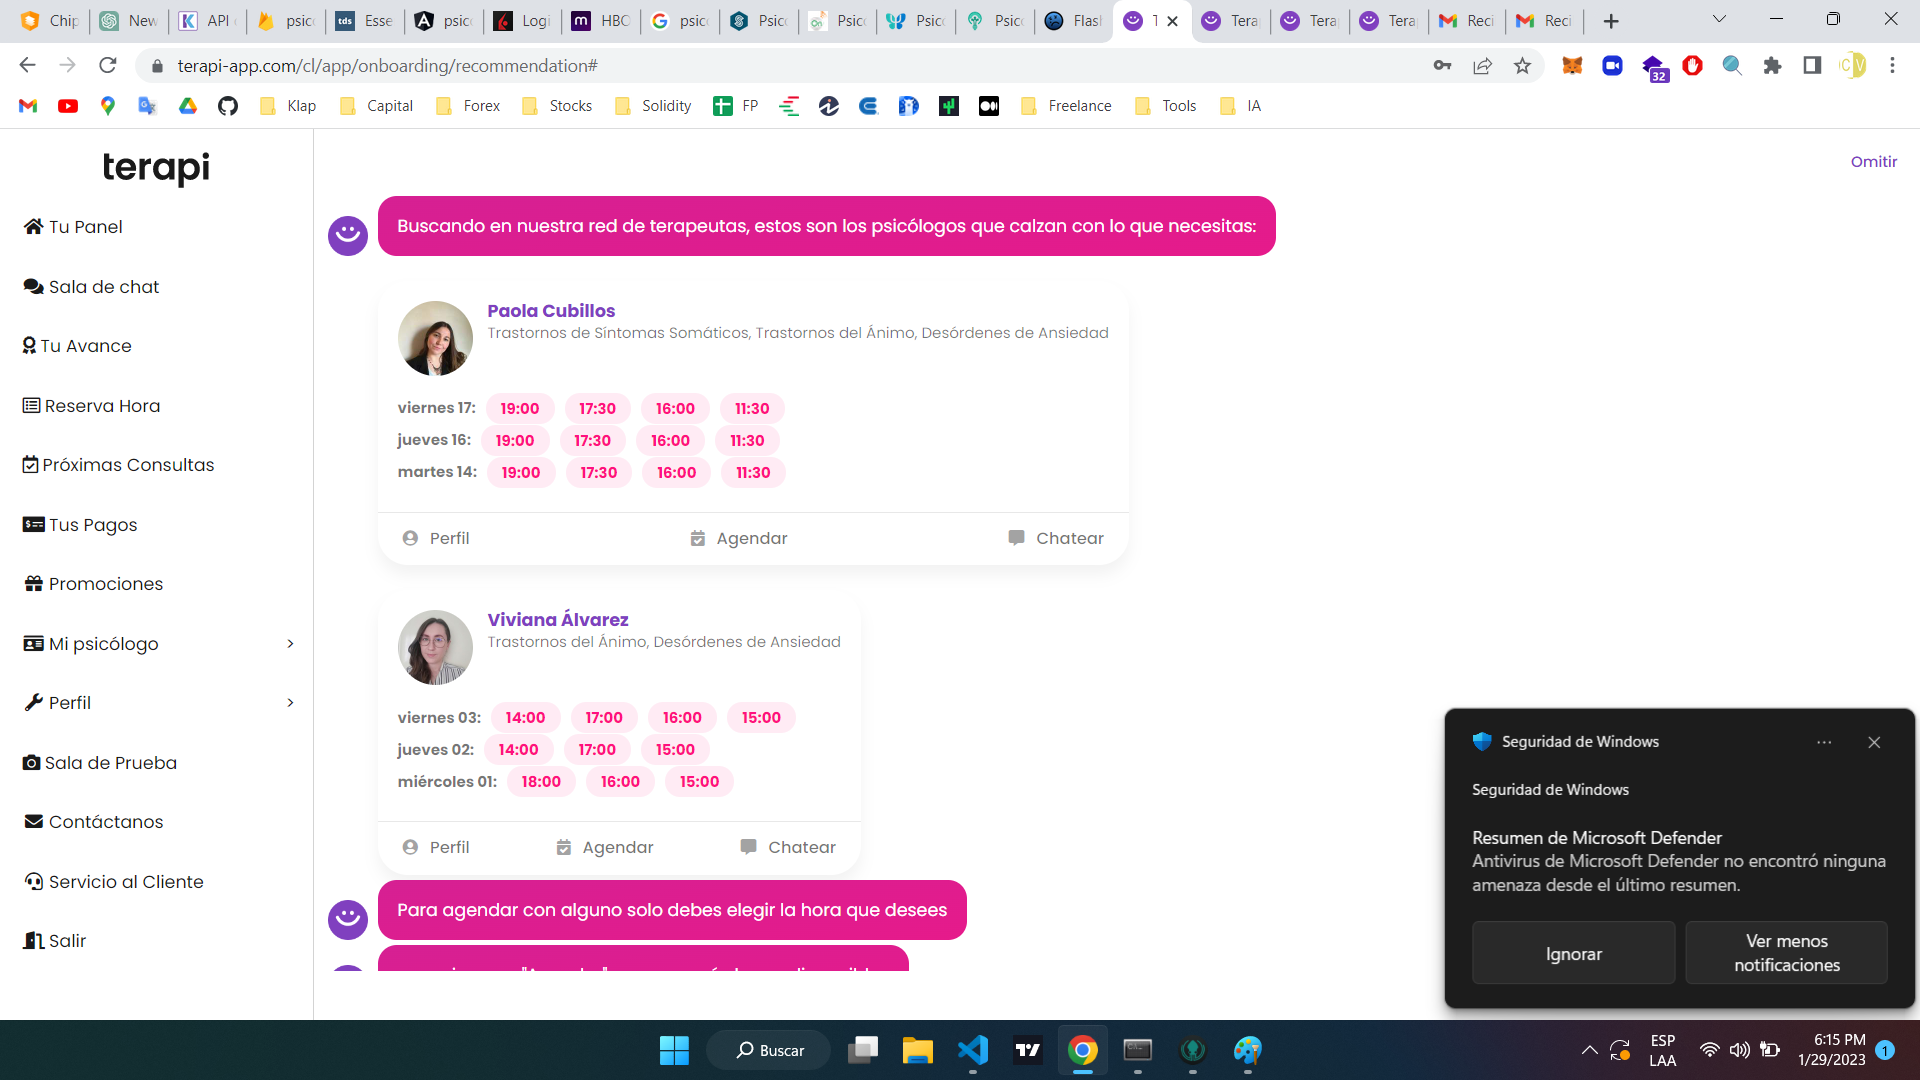 Chip
New
API
psico
Esse
psico
Logi
HBO
psico
Psico
Psico
Psico
Psico
Flash
T
Tera
Tera
Tera
Reci
Reci
terapi-app.com/cl/app/onboarding/recommendation#
32
Klap
Capital
Forex
Stocks
Solidity
FP
Freelance
Tools
IA
terapi
Tu Panel
Sala de chat
Tu Avance
Reserva Hora
Próximas Consultas
Tus Pagos
Promociones
Mi psicólogo
Perfil
Sala de Prueba
Contáctanos
Servicio al Cliente
Salir
Omitir
Buscando en nuestra red de terapeutas, estos son los psicólogos que calzan con lo que necesitas:
Paola Cubillos
Trastornos de Síntomas Somáticos, Trastornos del Ánimo, Desórdenes de Ansiedad
viernes 17: 19:00 17:30 16:00 11:30
jueves 16: 19:00 17:30 16:00 11:30
martes 14: 19:00 17:30 16:00 11:30
Perfil Agendar Chatear
Viviana Álvarez
Trastornos del Ánimo, Desórdenes de Ansiedad
viernes 03: 14:00 17:00 16:00 15:00
jueves 02: 14:00 17:00 15:00
miércoles 01: 18:00 16:00 15:00
Perfil Agendar Chatear
Para agendar con alguno solo debes elegir la hora que desees
Seguridad de Windows
Seguridad de Windows
Resumen de Microsoft Defender
Antivirus de Microsoft Defender no encontró ninguna
amenaza desde el último resumen.
Ignorar
Ver menos
notificaciones
Buscar
ESP
LAA
6:15 PM
1/29/2023
1